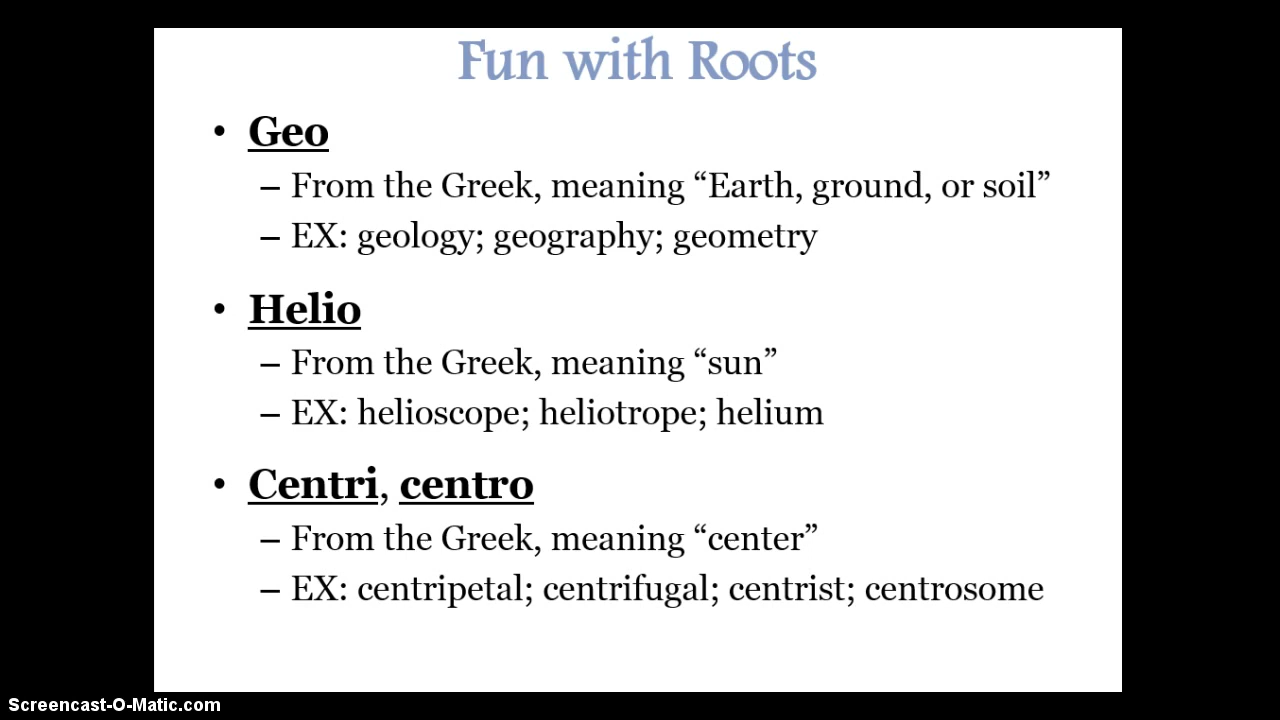 Fun with Roots
• Geo
– From the Greek, meaning “Earth, ground, or soil”
– EX: geology; geography; geometry
• Helio
– From the Greek, meaning “sun”
– EX: helioscope; heliotrope; helium
• Centri, centro
– From the Greek, meaning “center”
– EX: centripetal; centrifugal; centrist; centrosome
Screencast-O-Matic.com